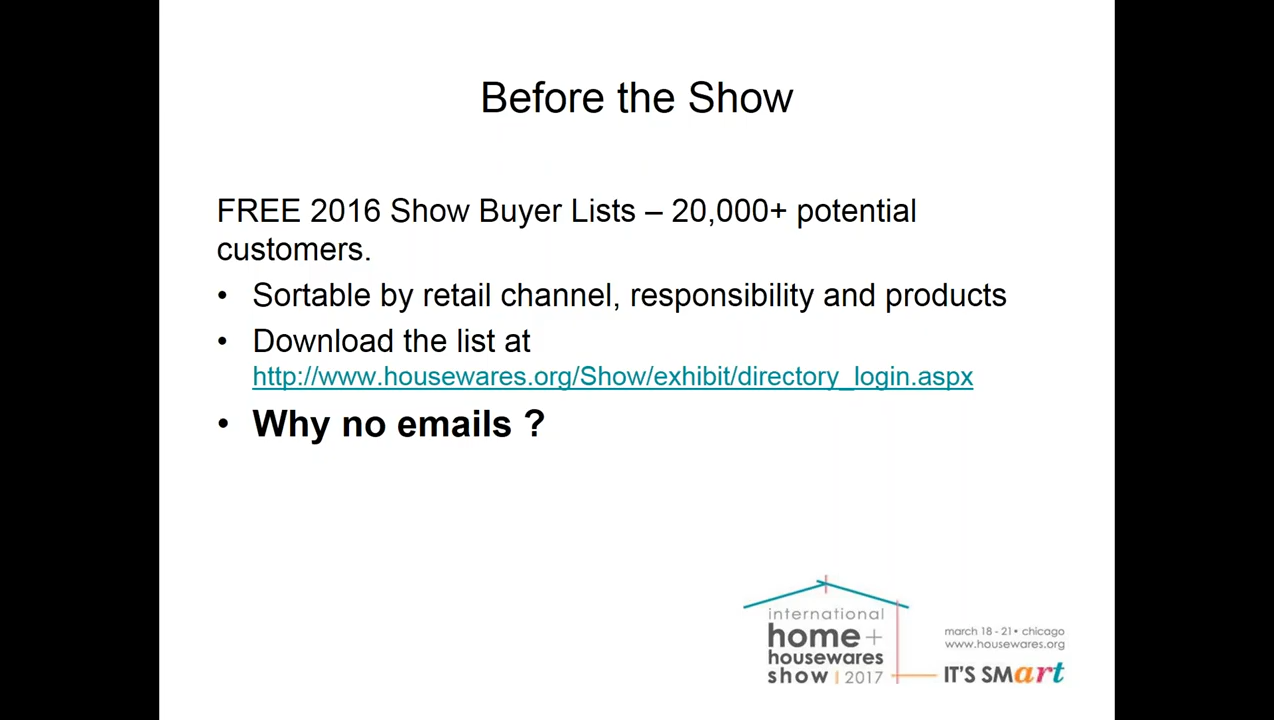 Before the Show
FREE 2016 Show Buyer Lists – 20,000+ potential
customers.
• Sortable by retail channel, responsibility and products
• Download the list at
http://www.housewares.org/Show/exhibit/directory_login.aspx
• Why no emails ?
international
home+
housewares
show | 2017
march 18 - 21 • chicago
www.housewares.org
IT'S SMart